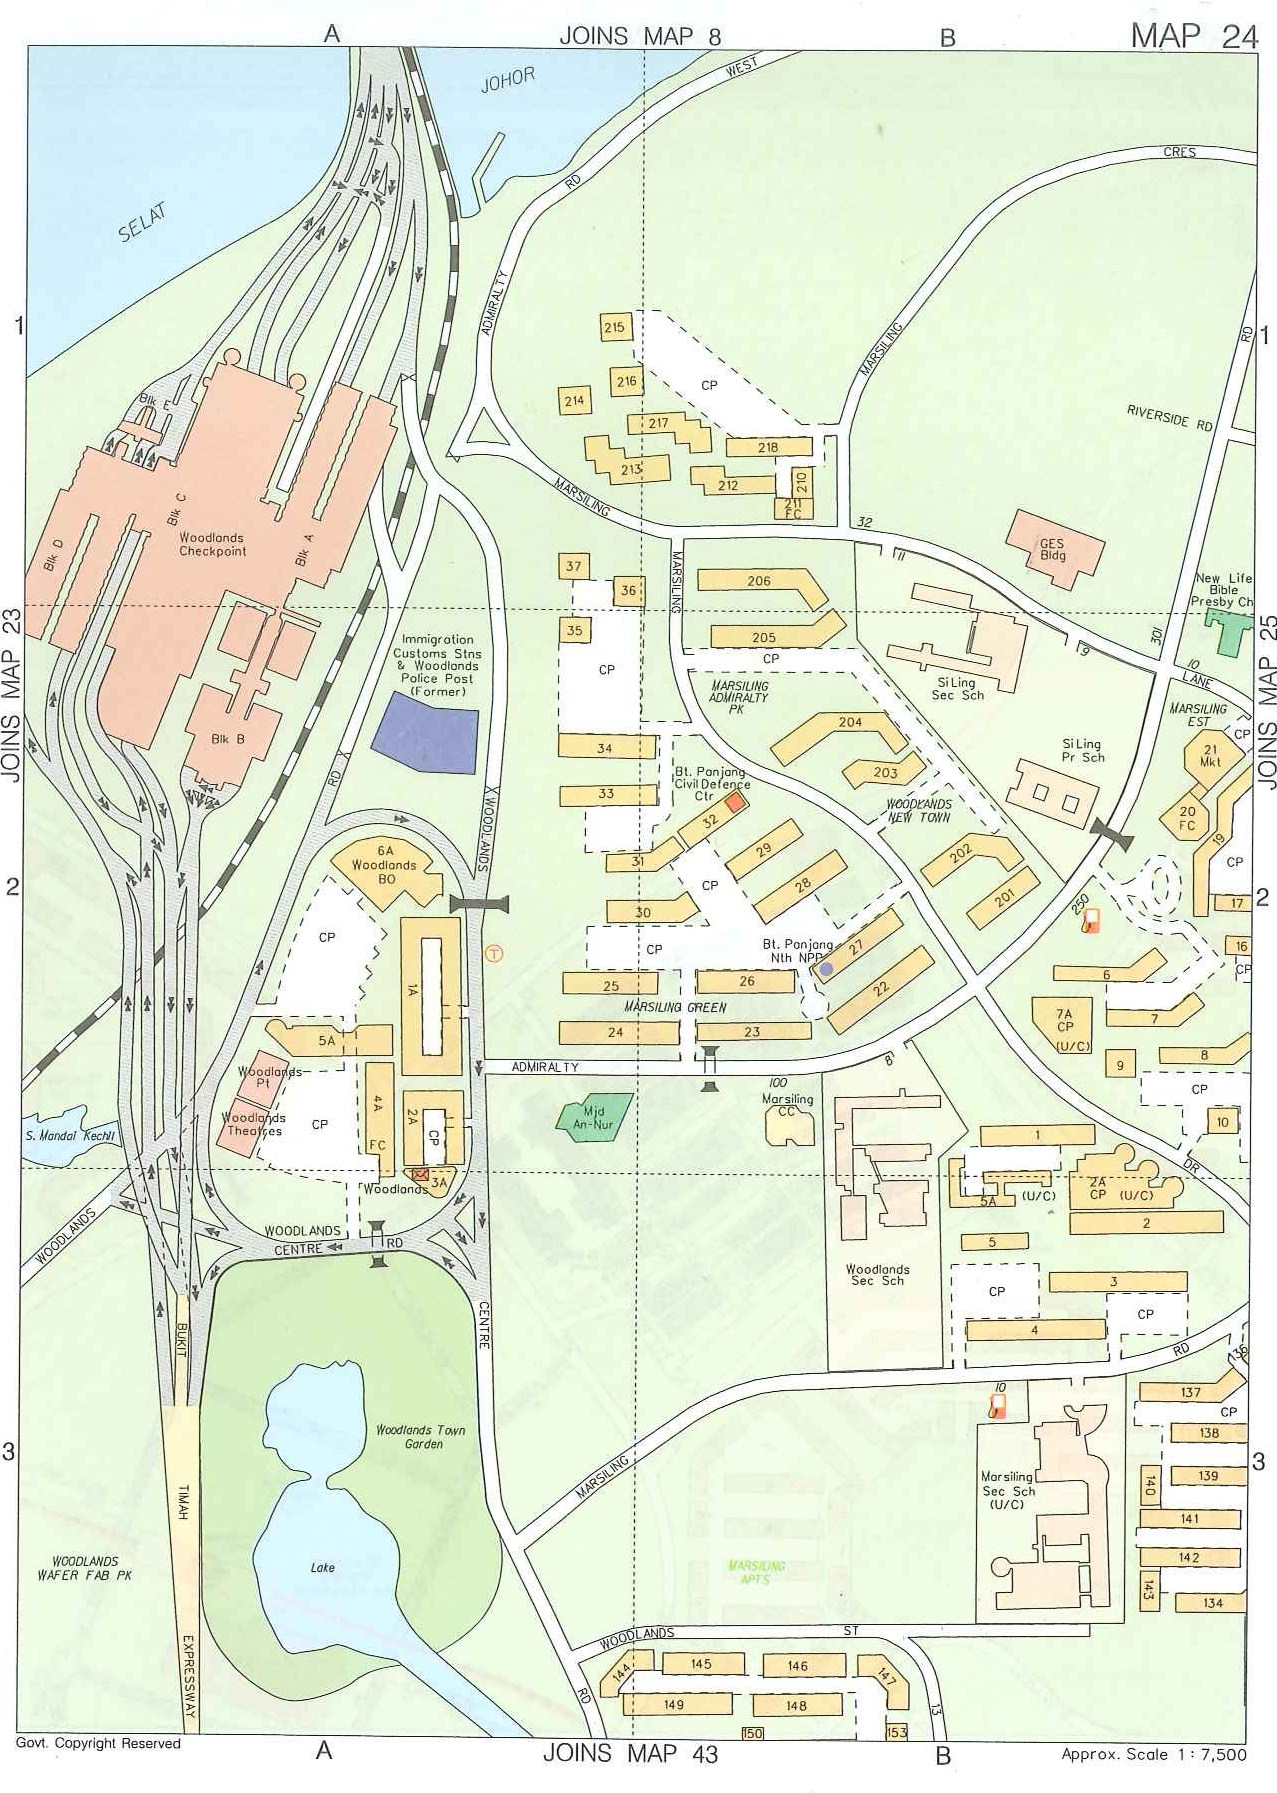 A
JOINS MAP 8
B
MAP 24
JOHOR
WEST
SELAT
RD
CRES
ADMIRALTY
1
215
216
CP
214
217
218
213
212
210
211
FC
MARSILING
RD
1
RIVERSIDE RD
Blk E
Blk C
Woodlands
Checkpoint
Blk D
Blk A
MARSILING
32
11
GES
Bldg
New Life
Bible
Presby Ch
37
36
35
CP
MARSILING
206
205
CP
SiLing
Sec Sch
9
301
10
LANE
JOINS MAP 23
JOINS MAP 25
Immigration
Customs Stns
& Woodlands
Police Post
(Former)
MARSILING
ADMIRALTY
PK
204
203
MARSILING
EST
CP
21
Mkt
SiLing
Pr Sch
Blk B
34
33
Bt. Panjang
Civil Defence
Ctr
32
WOODLANDS
NEW TOWN
20
FC
19
CP
RD
WOODLANDS
6A
Woodlands
BO
31
29
28
202
201
30
CP
CP
2
2
17
16
CP
250
CP
T
Bt. Panjang
Nth NPP
27
22
25
26
MARSILING GREEN
24
23
1A
5A
6
7
7A
CP
(U/C)
8
9
ADMIRALTY
8
Woodlands
Pt
Woodlands
Theatres
CP
4A
FC
2A
CP
3A
Woodlands
S. Mandai Kechil
Mjd
An-Nur
100
Marsiling
CC
CP
10
1
DR
5A
(U/C)
2A
CP (U/C)
2
5
3
CP
CP
4
Woodlands
Sec Sch
WOODLANDS
WOODLANDS
CENTRE
RD
CENTRE
BUKIT
RD
136
137
CP
138
139
140
141
142
143
134
10
Marsiling
Sec Sch
(U/C)
Woodlands Town
Garden
3
3
MARSILING
TIMAH
Lake
WOODLANDS
WAFER FAB PK
MARSILING
APTS
EXPRESSWAY
WOODLANDS
ST
144
145
146
147
149
148
150
153
RD
13
Govt. Copyright Reserved
A
JOINS MAP 43
B
Approx. Scale 1 : 7,500